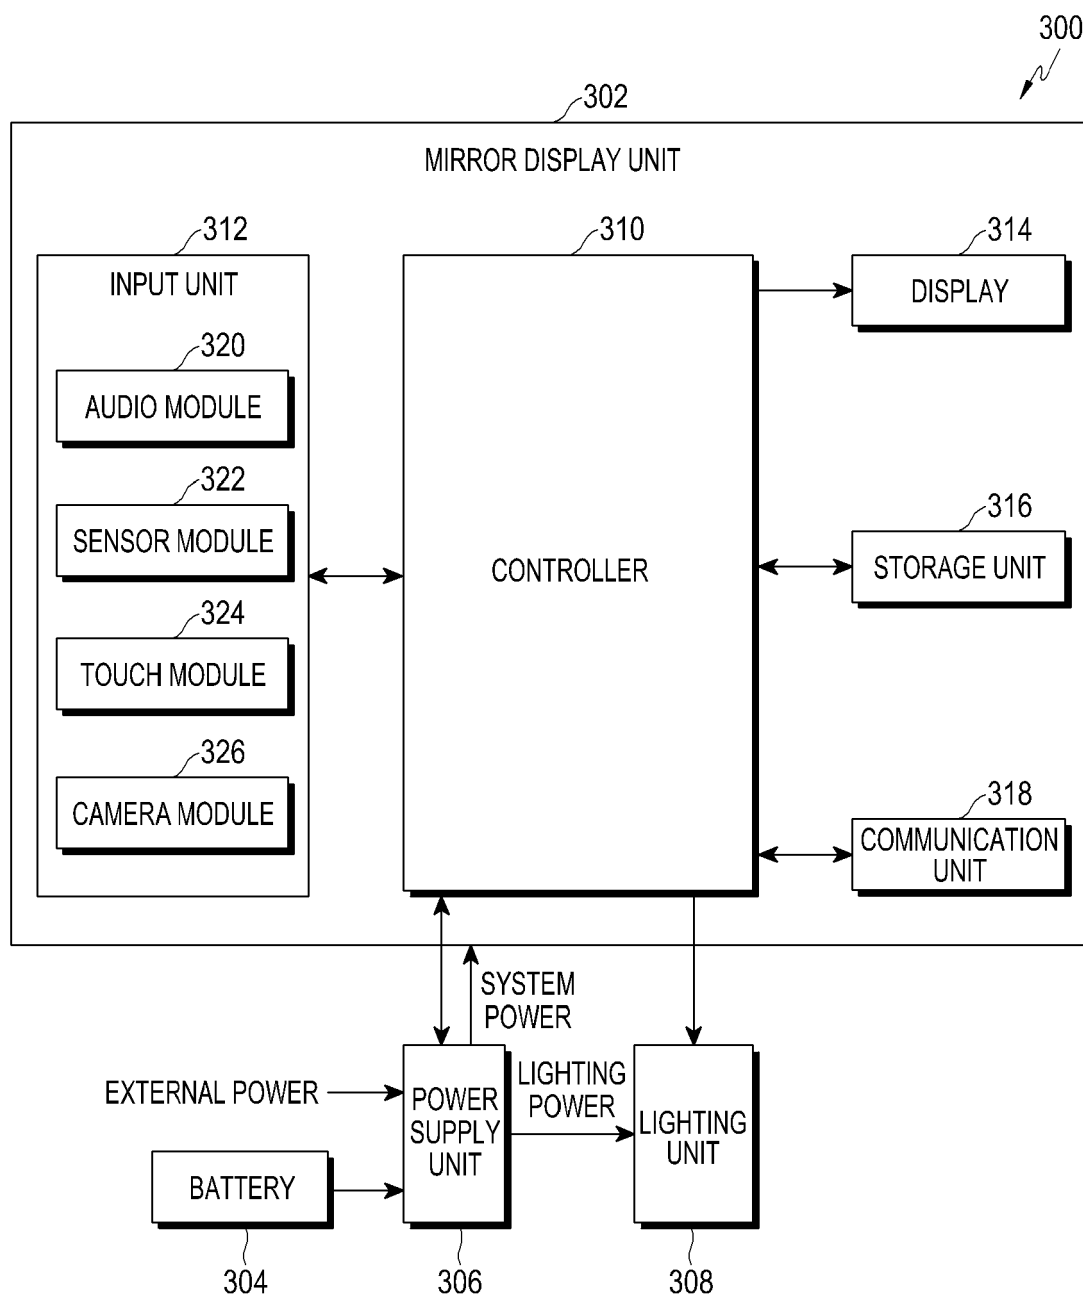 300
302
MIRROR DISPLAY UNIT
312
310
314
INPUT UNIT
DISPLAY
320
AUDIO MODULE
322
SENSOR MODULE
316
CONTROLLER
STORAGE UNIT
324
TOUCH MODULE
326
CAMERA MODULE
318
COMMUNICATION
UNIT
SYSTEM
POWER
EXTERNAL POWER
POWER
SUPPLY
UNIT
LIGHTING
POWER
LIGHTING
UNIT
BATTERY
304
306
308